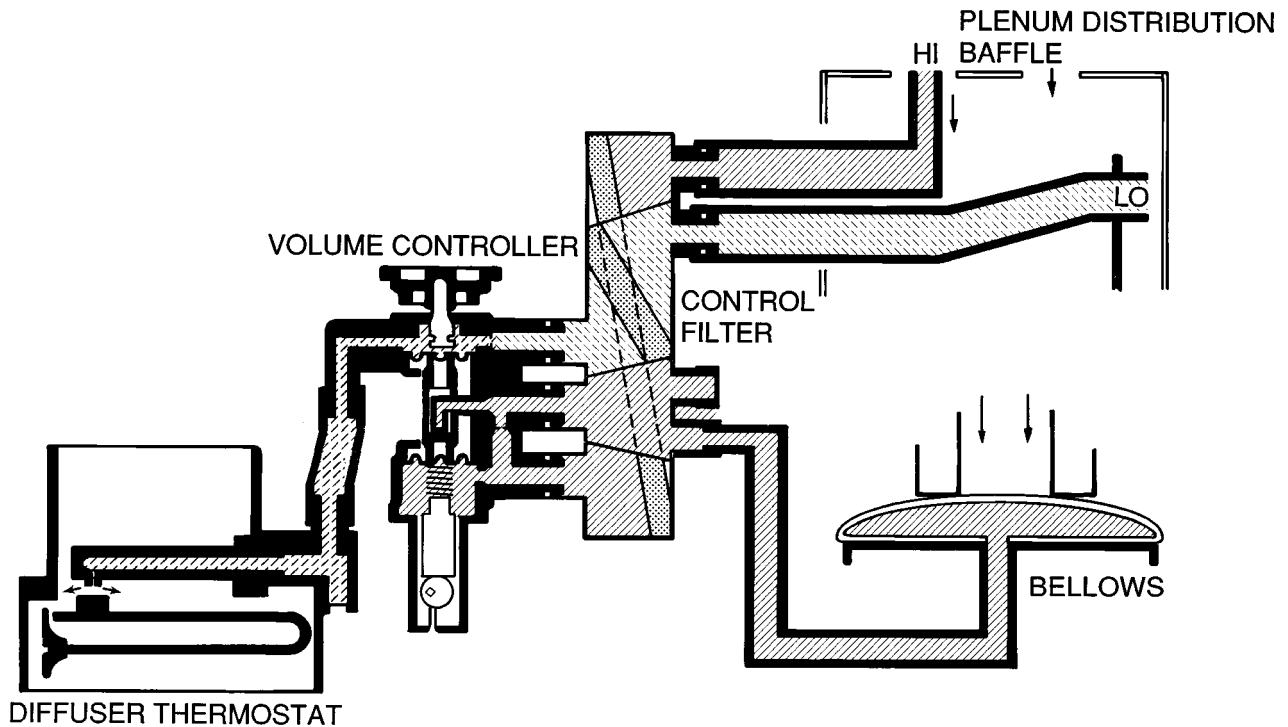 PLENUM DISTRIBUTION
HI BAFFLE
LO
VOLUME CONTROLLER
CONTROL
FILTER
BELLOWS
DIFFUSER THERMOSTAT